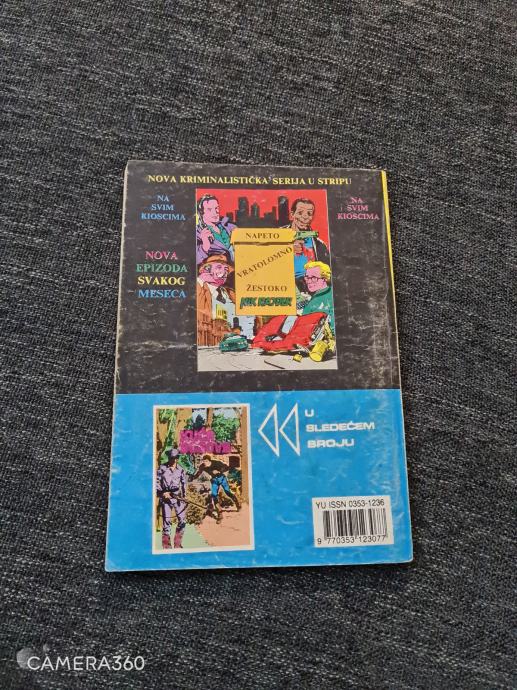 NOVA KRIMINALISTIČKA SERIJA U STRIPU
NA
SVIM
KIOSCIMA
NA
SVIM
KIOSCIMA
NAPETO
VRATOLOMNO
ŽESTOKO
NOVA
EPIZODA
SVAKOG
MESECA
U
SLEDEĆEM
BROJU
YU ISSN 0353-1236
9 770353 123077
CAMERA360